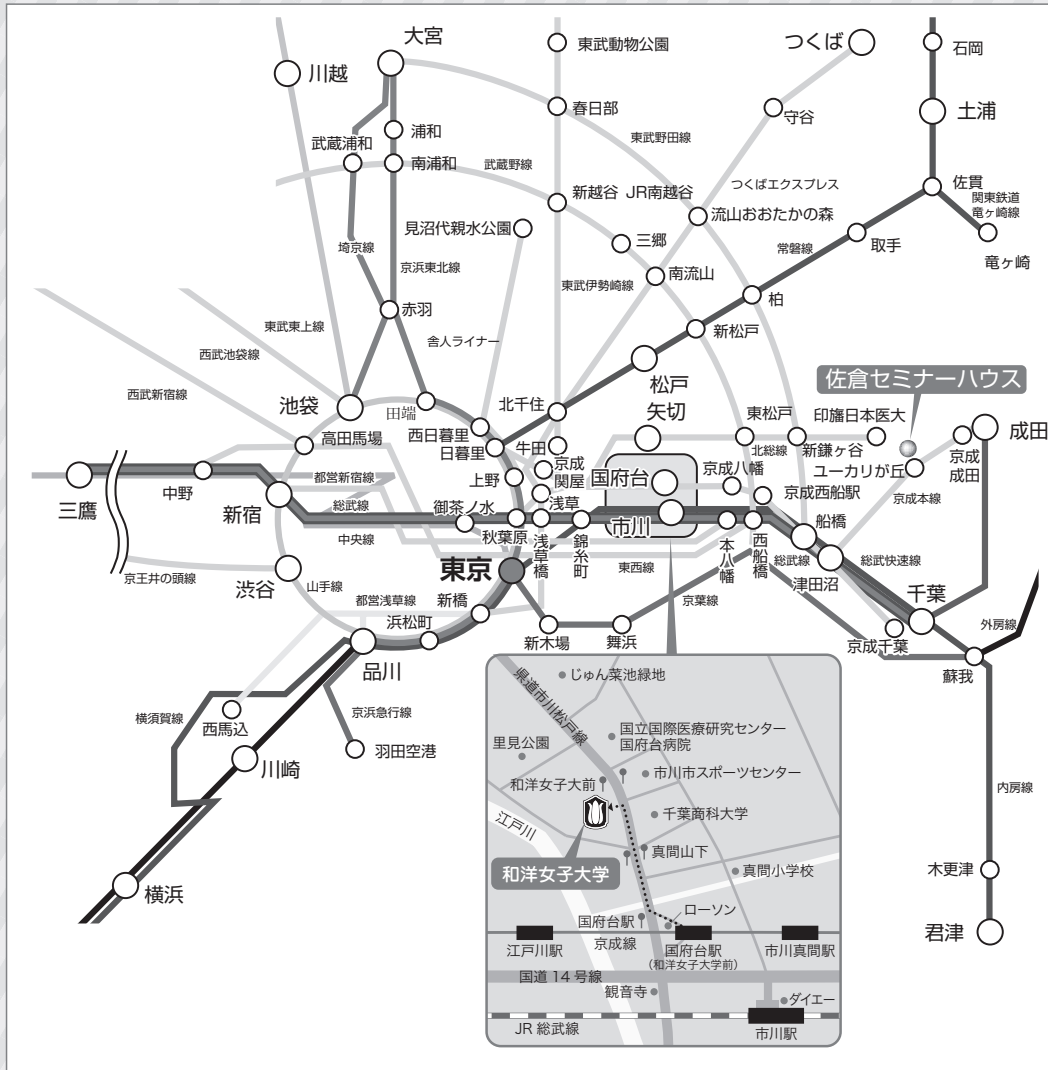 大宮
東武動物公園
つくば
石岡
川越
春日部
守谷
土浦
浦和
東武野田線
武蔵浦和
南浦和
武蔵野線
つくばエクスプレス
佐貫
新越谷 JR南越谷
関東鉄道
竜ヶ崎線
見沼代親水公園
三郷
流山おおたかの森
常磐線
取手
竜ヶ崎
埼京線
京浜東北線
南流山
東武伊勢崎線
柏
赤羽
東武東上線
舎人ライナー
新松戸
西武池袋線
西武新宿線
松戸
佐倉セミナーハウス
池袋
田端
北千住
矢切
東松戸
印旛日本医大
成田
高田馬場
西日暮里
日暮里
牛田
北総線
新鎌ヶ谷
京成
関屋
京成
成田
上野
国府台
京成八幡
ユーカリが丘
京成西船駅
京成本線
三鷹
中野
都営新宿線
新宿
総武線
御茶ノ水
浅草
市川
船橋
中央線
秋葉原
浅草橋
錦糸町
本八幡
西船橋
総武線
総武快速線
東京
東西線
津田沼
京王井の頭線
渋谷
山手線
都営浅草線
新橋
京葉線
千葉
浜松町
新木場
舞浜
京成千葉
外房線
品川
蘇我
横須賀線
西馬込
京浜急行線
羽田空港
川崎
内房線
横浜
木更津
君津
じゅん菜池緑地
県道市川松戸線
国立国際医療研究センター
国府台病院
里見公園
和洋女子大前
市川市スポーツセンター
江戸川
千葉商科大学
真間山下
和洋女子大学
真間小学校
国府台駅
ローソン
江戸川駅
京成線
国府台駅
(和洋女子大学前)
市川真間駅
国道14号線
観音寺
ダイエー
JR 総武線
市川駅